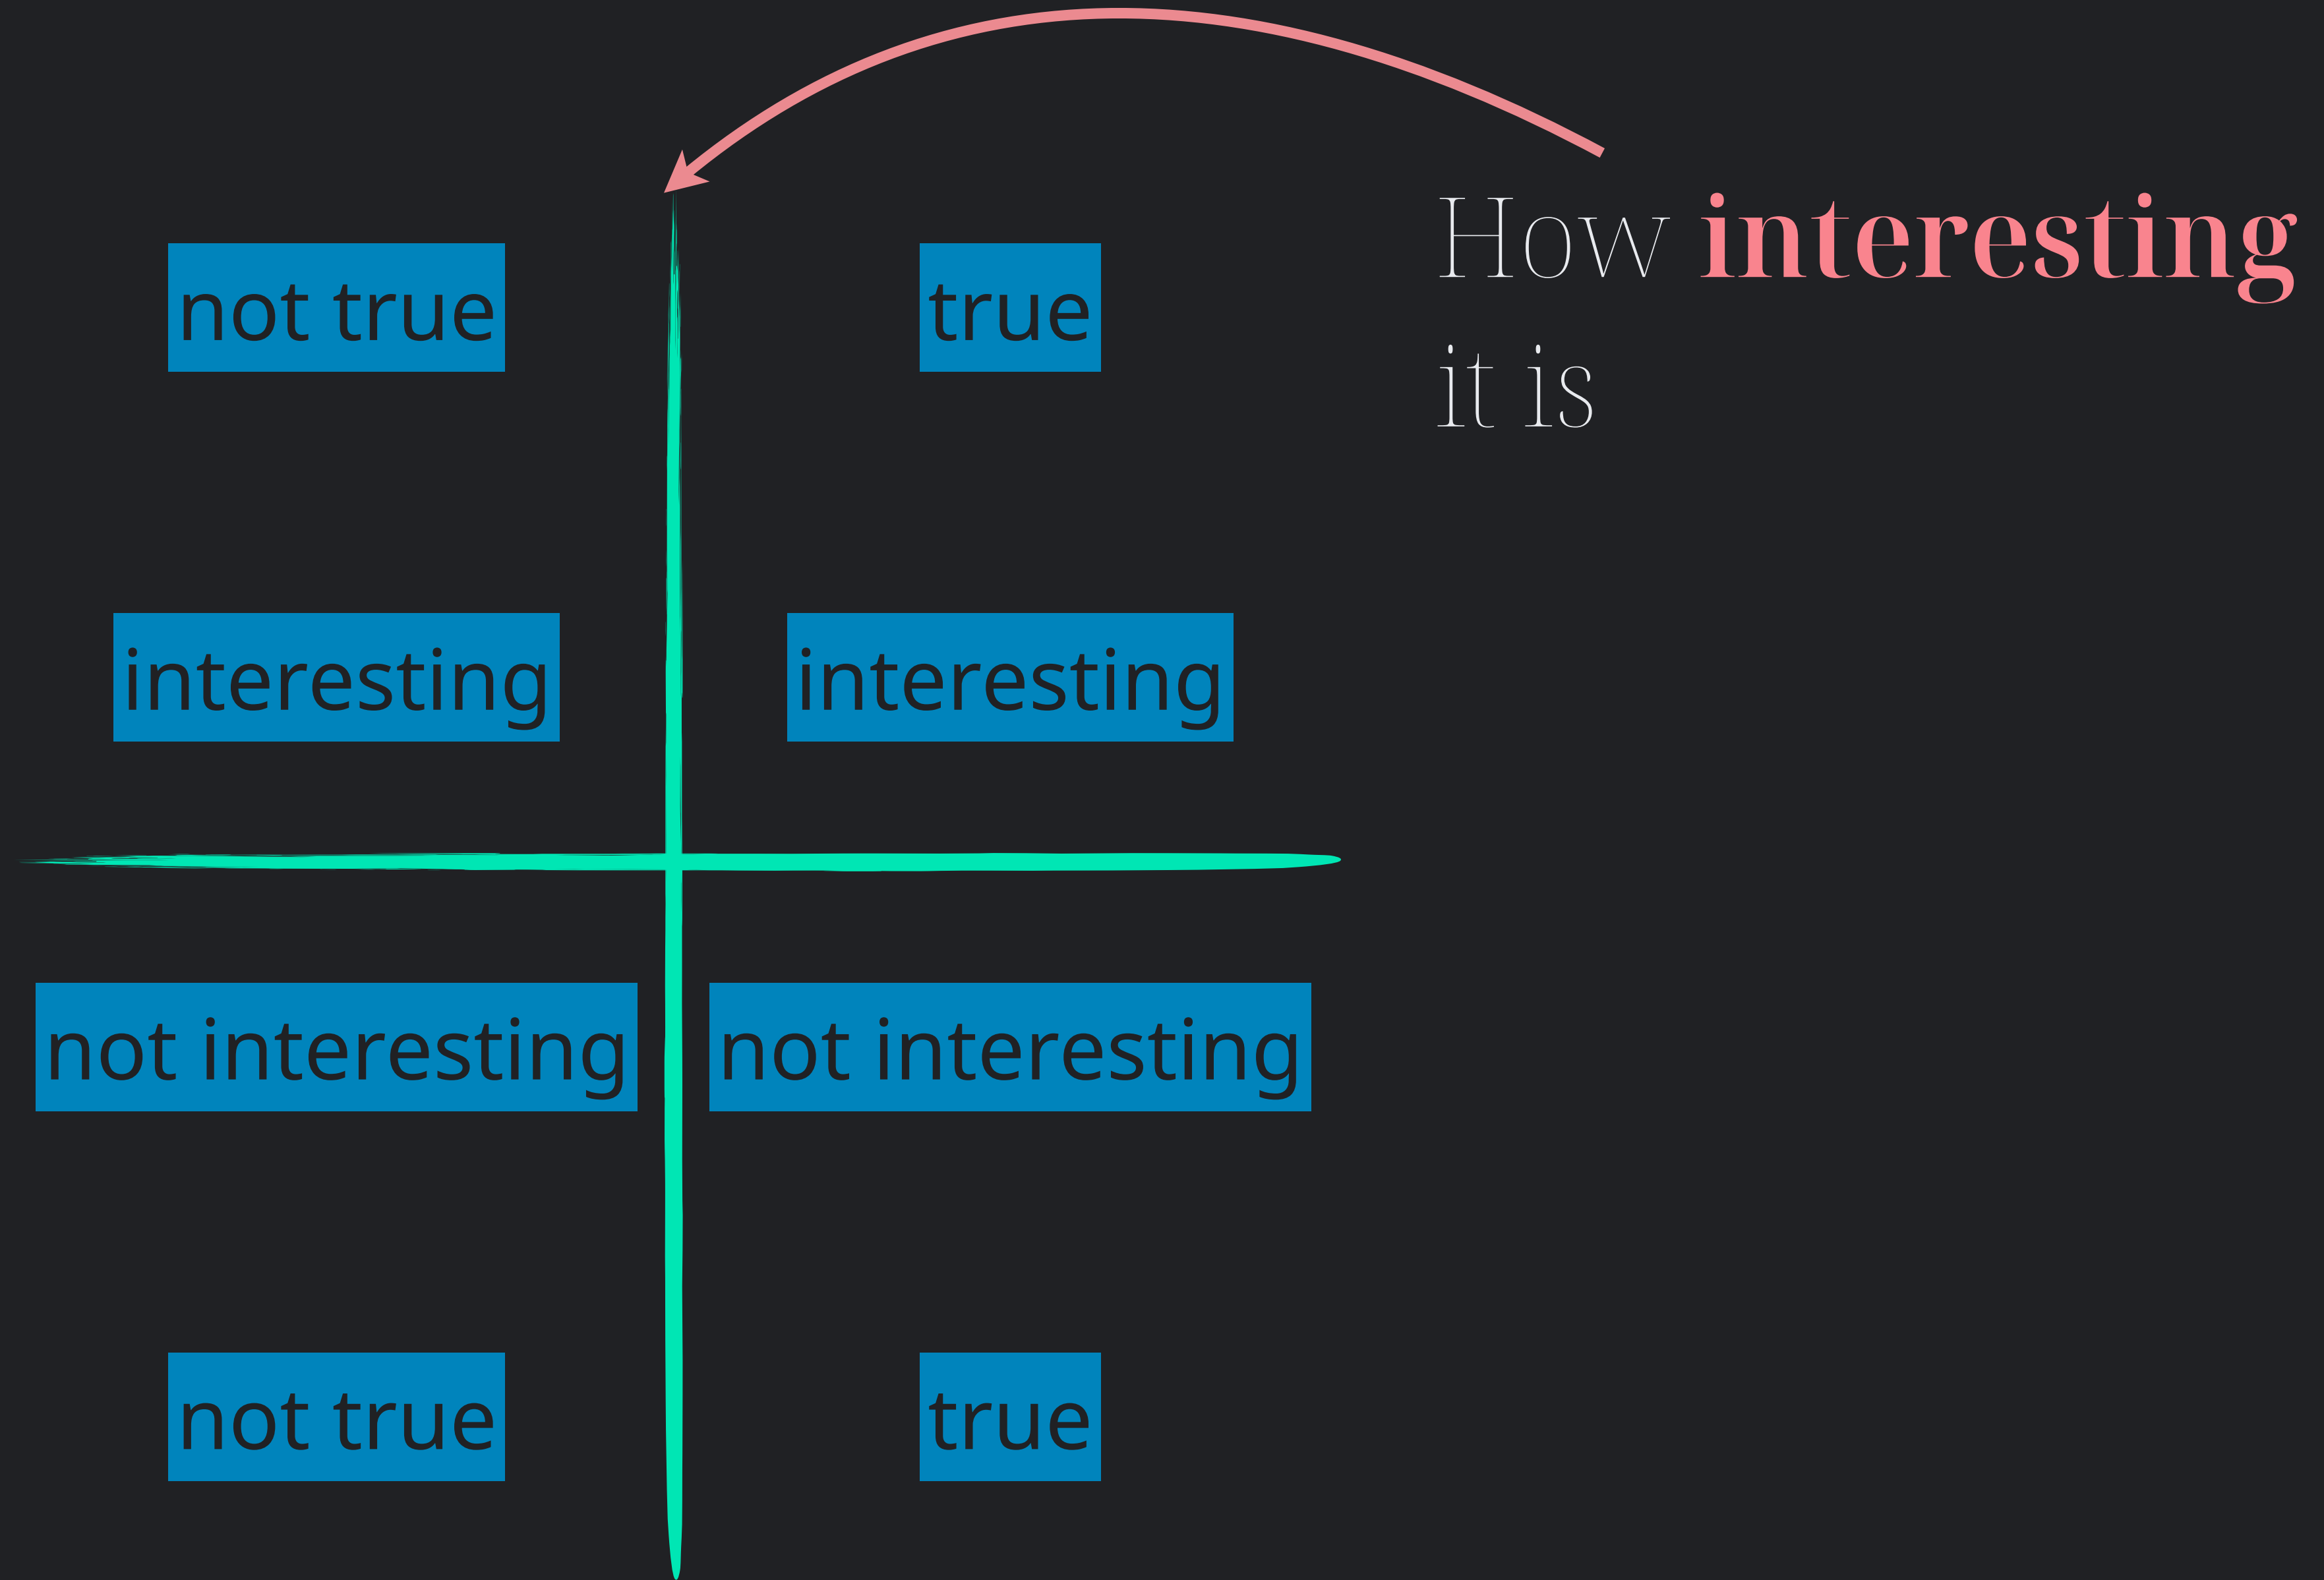 not true
true
How interesting
it is
interesting
interesting
not interesting
not interesting
not true
true